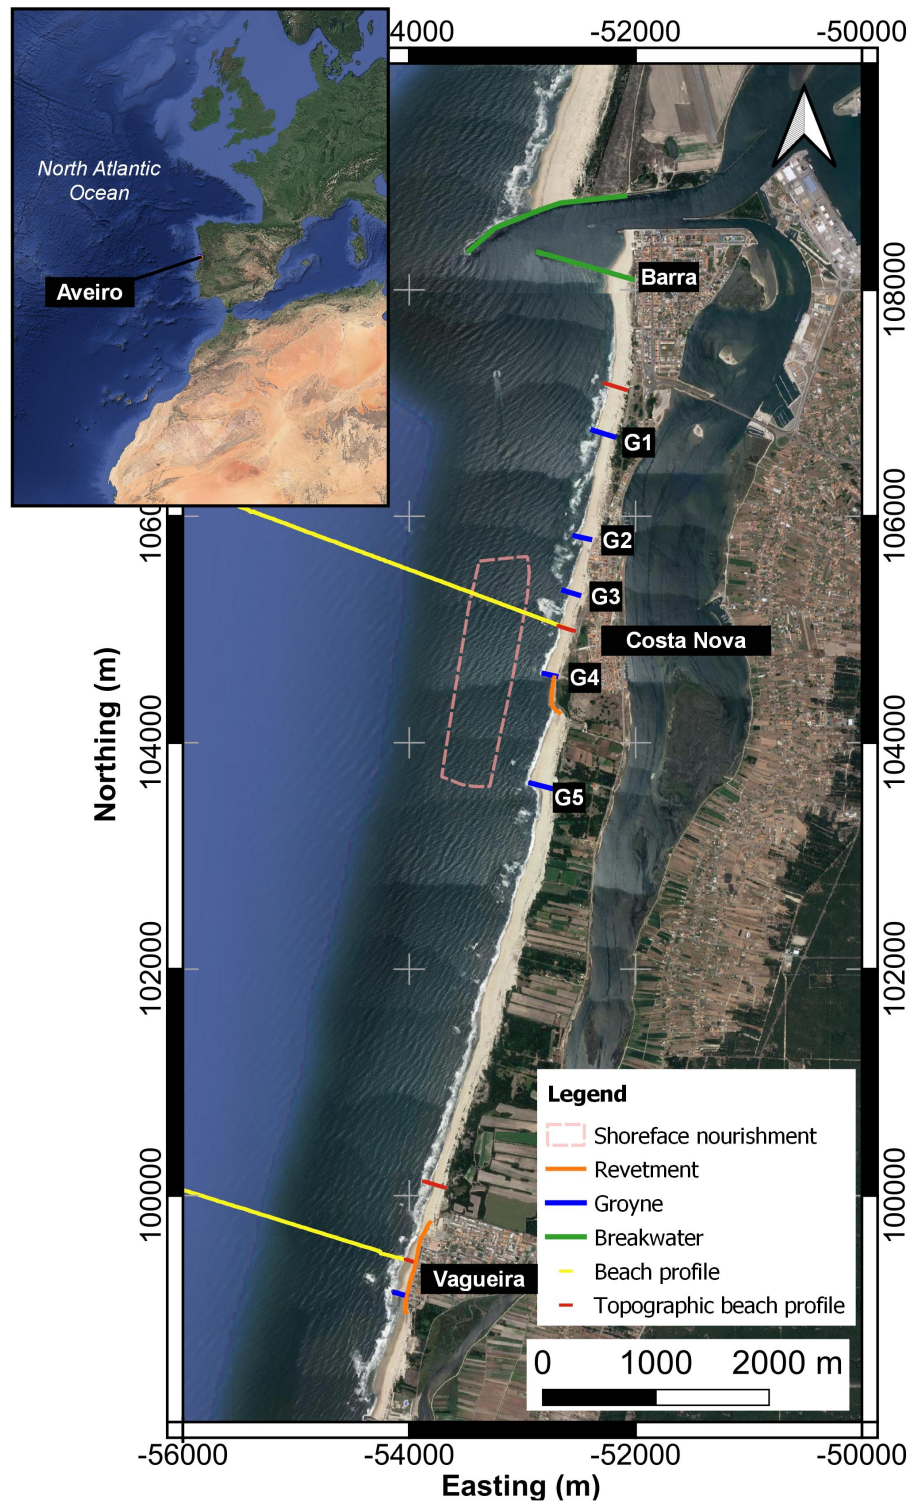 4000
-52000
-50000
North Atlantic
Ocean
Aveiro
Barra
108000
G1
106000
G2
G3
Costa Nova
G4
104000
104000
G5
Northing (m)
102000
102000
100000
100000
Vagueira
Legend
Shoreface nourishment
Revetment
Groyne
Breakwater
Beach profile
Topographic beach profile
0 1000 2000 m
-56000
-54000
-52000
-50000
Easting (m)